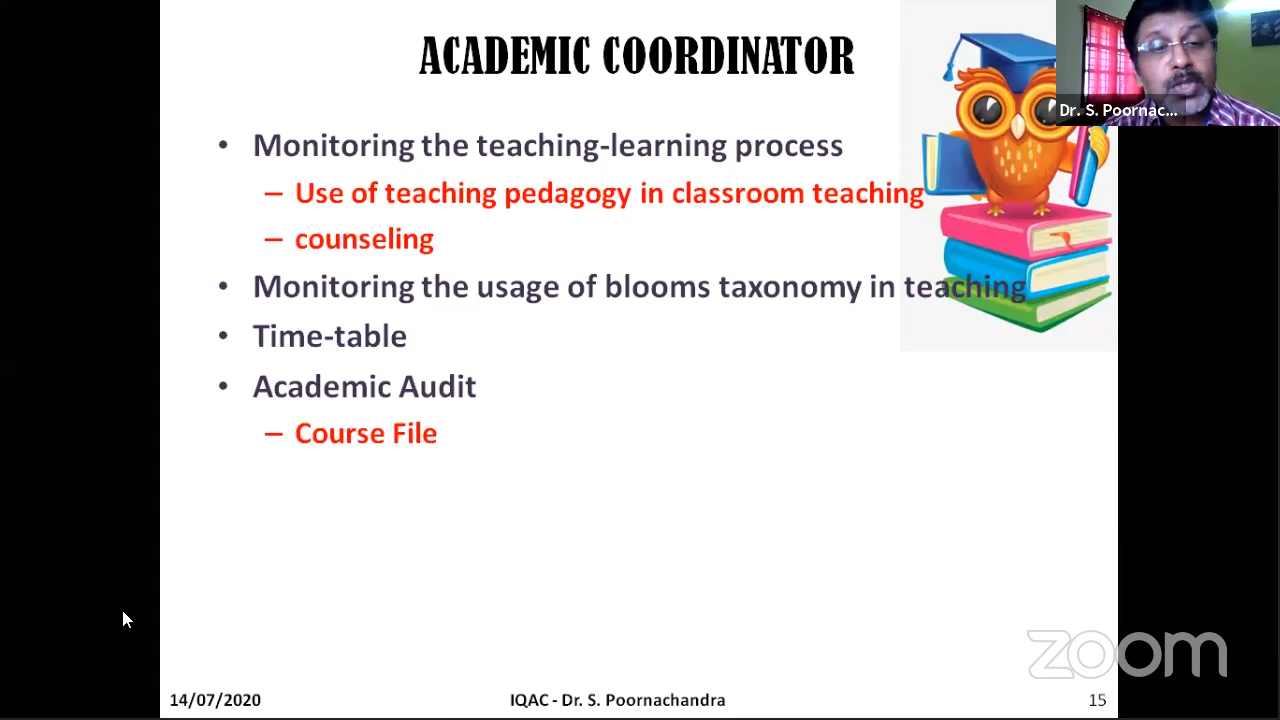 ACADEMIC COORDINATOR
Dr. S. Poornac...
• Monitoring the teaching-learning process
– Use of teaching pedagogy in classroom teaching
– counseling
• Monitoring the usage of blooms taxonomy in teaching
• Time-table
• Academic Audit
– Course File
zoom
14/07/2020
IQAC - Dr. S. Poornachandra
15